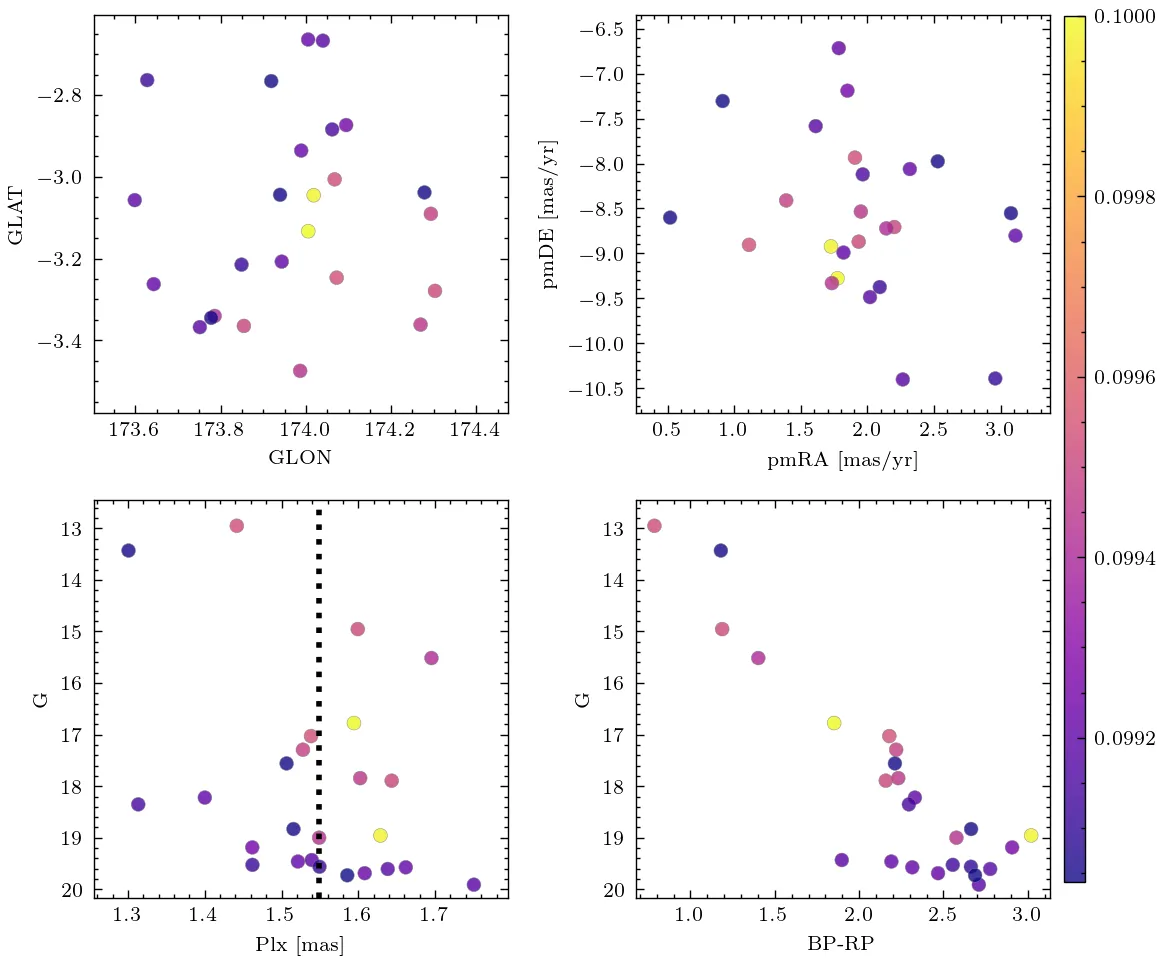 −2.8
−3.0
−3.2
−3.4
GLAT
173.6 173.8 174.0 174.2 174.4
GLON
−6.5
−7.0
−7.5
−8.0
−8.5
−9.0
−9.5
−10.0
−10.5
pmDE [mas/yr]
0.5 1.0 1.5 2.0 2.5 3.0
pmRA [mas/yr]
0.1000
0.0998
0.0996
0.0994
0.0992
13
14
15
16
17
18
19
20
G
1.3 1.4 1.5 1.6 1.7
Plx [mas]
13
14
15
16
17
18
19
20
G
1.0 1.5 2.0 2.5 3.0
BP-RP